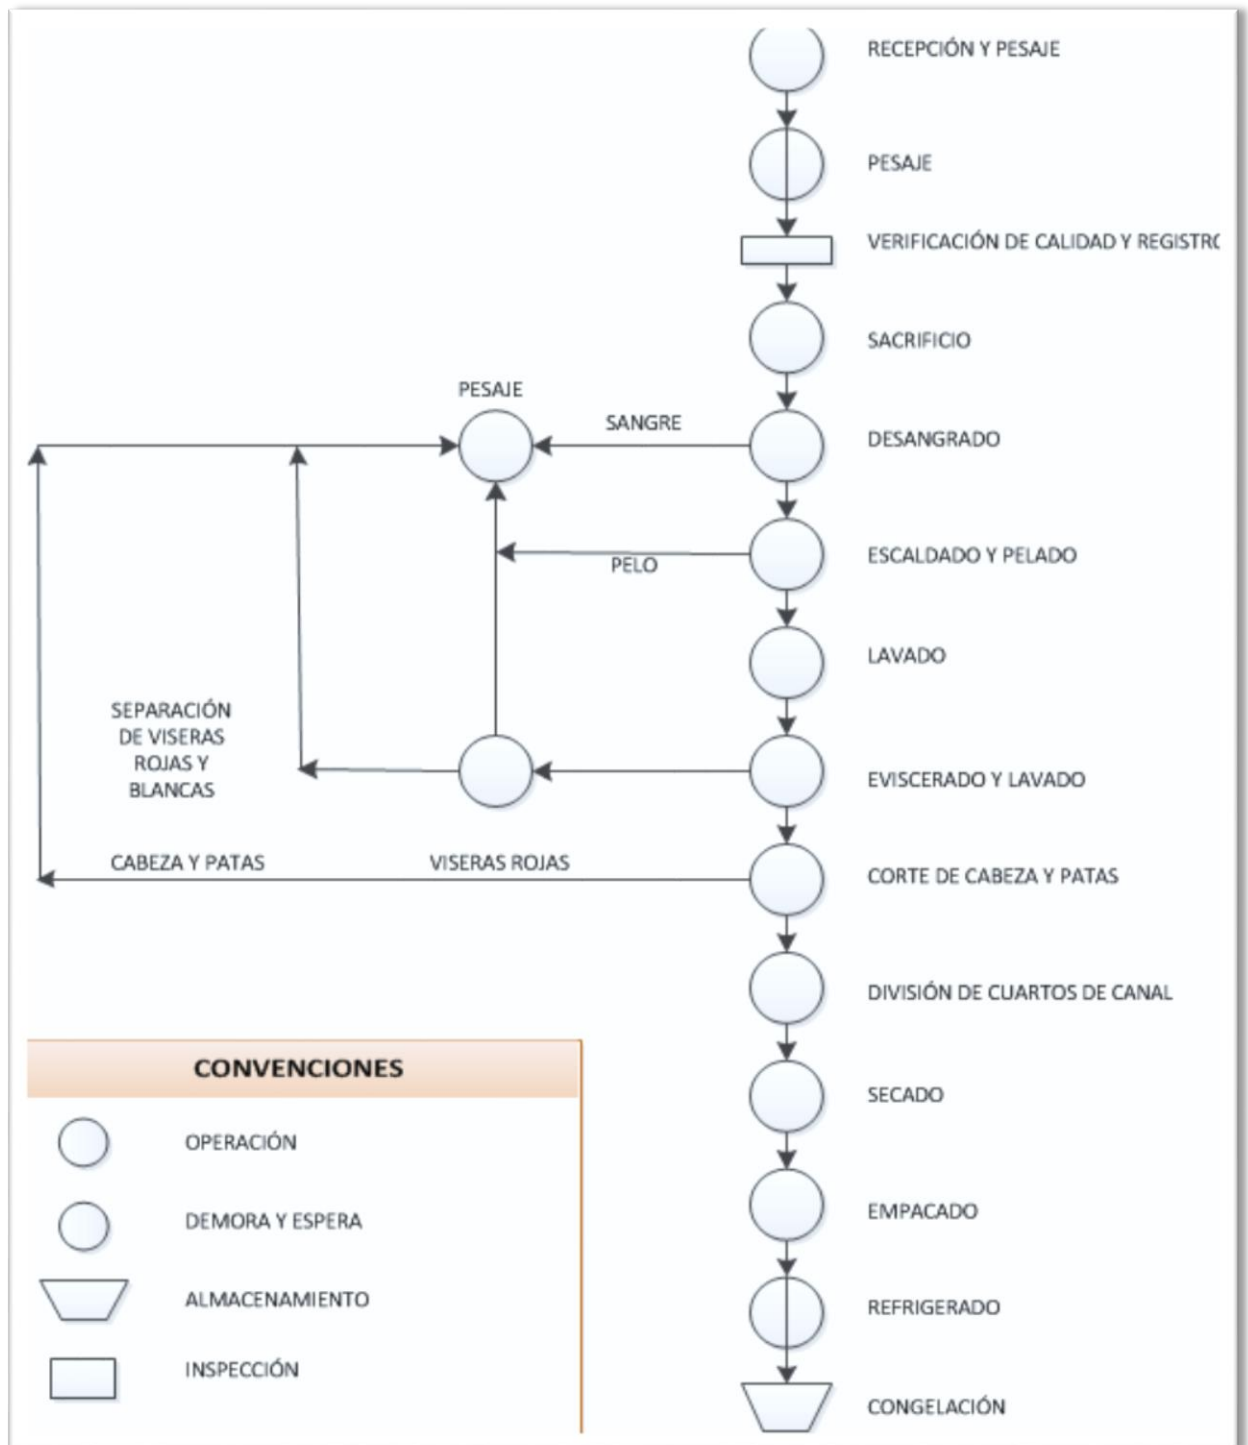 RECEPCIÓN Y PESAJE
PESAJE
VERIFICACIÓN DE CALIDAD Y REGISTRO
SACRIFICIO
PESAJE
SANGRE
DESANGRADO
PELO
ESCALDADO Y PELADO
LAVADO
SEPARACIÓN
DE VISERAS
ROJAS Y
BLANCAS
EVISCERADO Y LAVADO
CABEZA Y PATAS
VISERAS ROJAS
CORTE DE CABEZA Y PATAS
DIVISIÓN DE CUARTOS DE CANAL
SECADO
EMPACADO
REFRIGERADO
CONGELACIÓN
CONVENCIONES
OPERACIÓN
DEMORA Y ESPERA
ALMACENAMIENTO
INSPECCIÓN